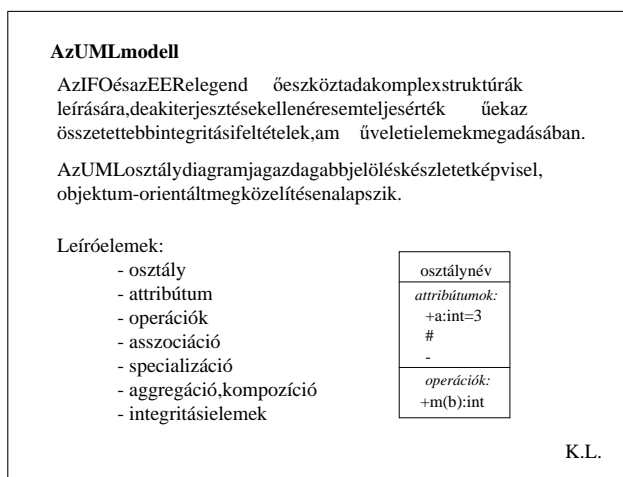 AzUMLmodell
AzIFOésazEERelegend őeszköztadakomplexstruktúrák
leírására,deakiterjesztésekellenéresemteljesérték űekaz
összetettebbintegritásifeltételek,am űveletielemekmegadásában.
AzUMLosztálydiagramjagazdagabbjelöléskészletetképvisel,
objektum-orientáltmegközelítésenalapszik.
Leíróelemek:
- osztály
- attribútum
- operációk
- asszociáció
- specializáció
- aggregáció,kompozíció
- integritásielemek
osztálynév
attribútumok:
+a:int=3
#
-
operációk:
+m(b):int
K.L.